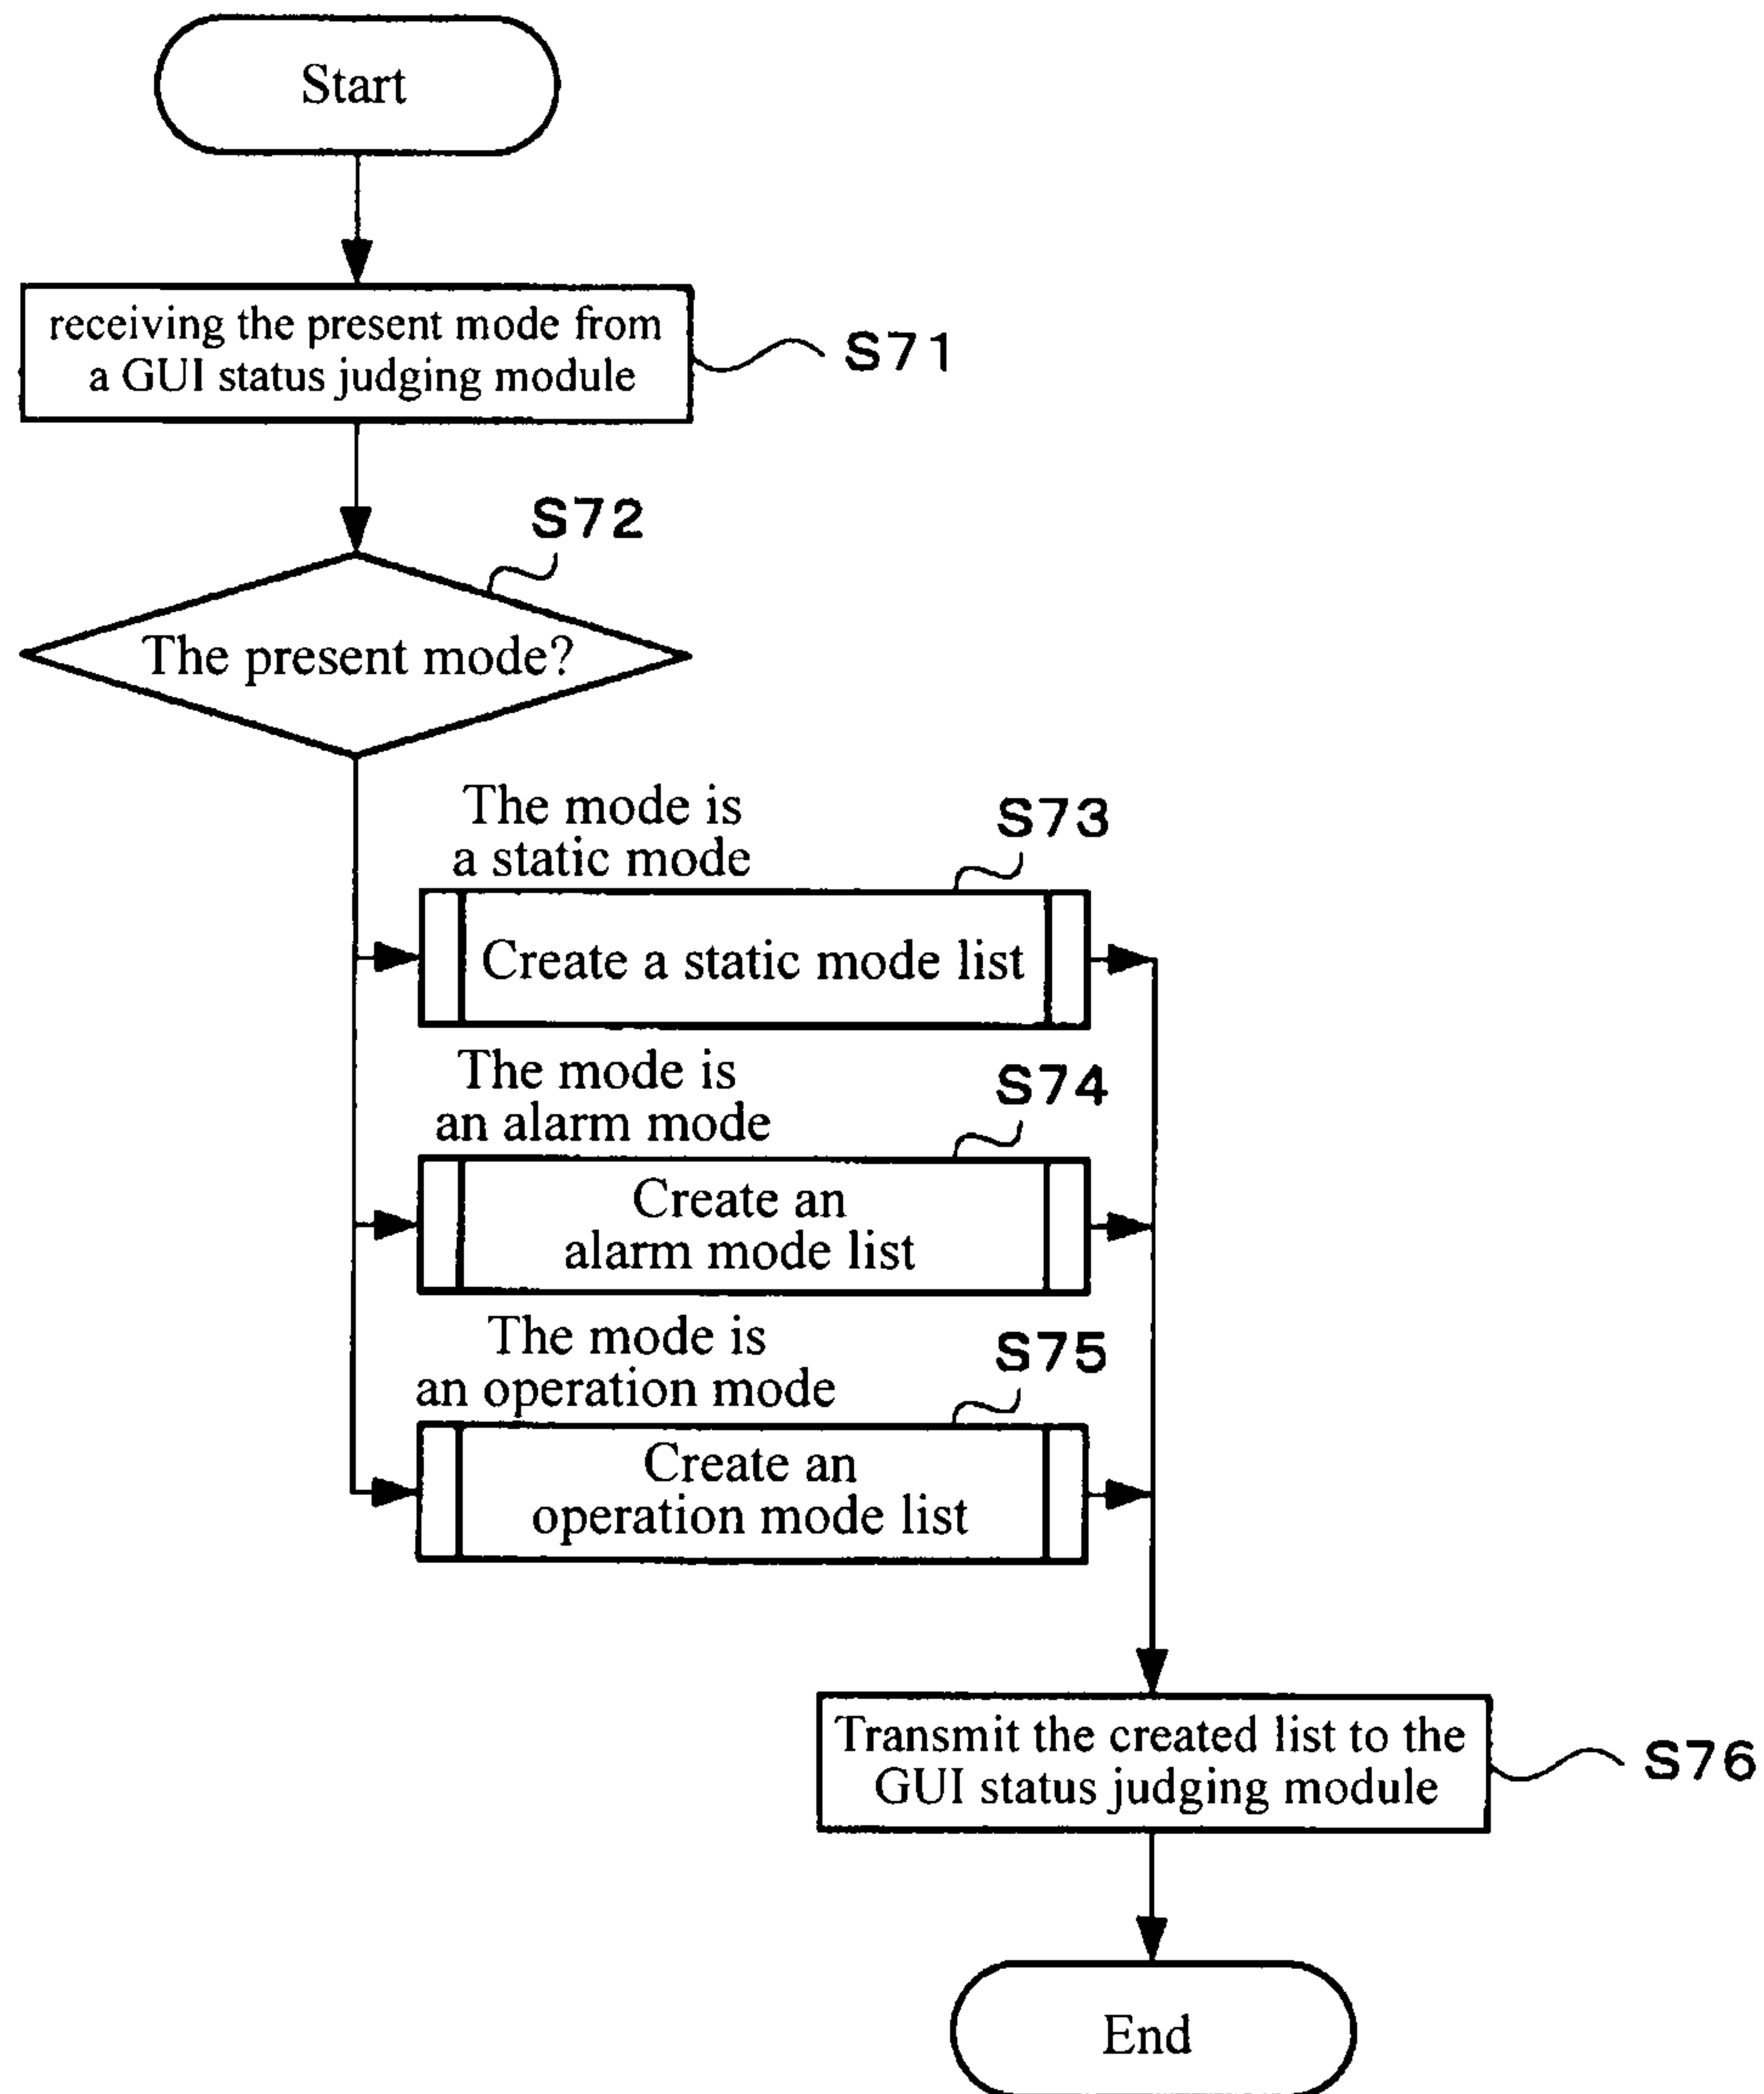 Start
receiving the present mode from
a GUI status judging module
S71
S72
The present mode?
The mode is
a static mode
S73
Create a static mode list
The mode is
an alarm mode
S74
Create an
alarm mode list
The mode is
an operation mode
S75
Create an
operation mode list
Transmit the created list to the
GUI status judging module
S76
End